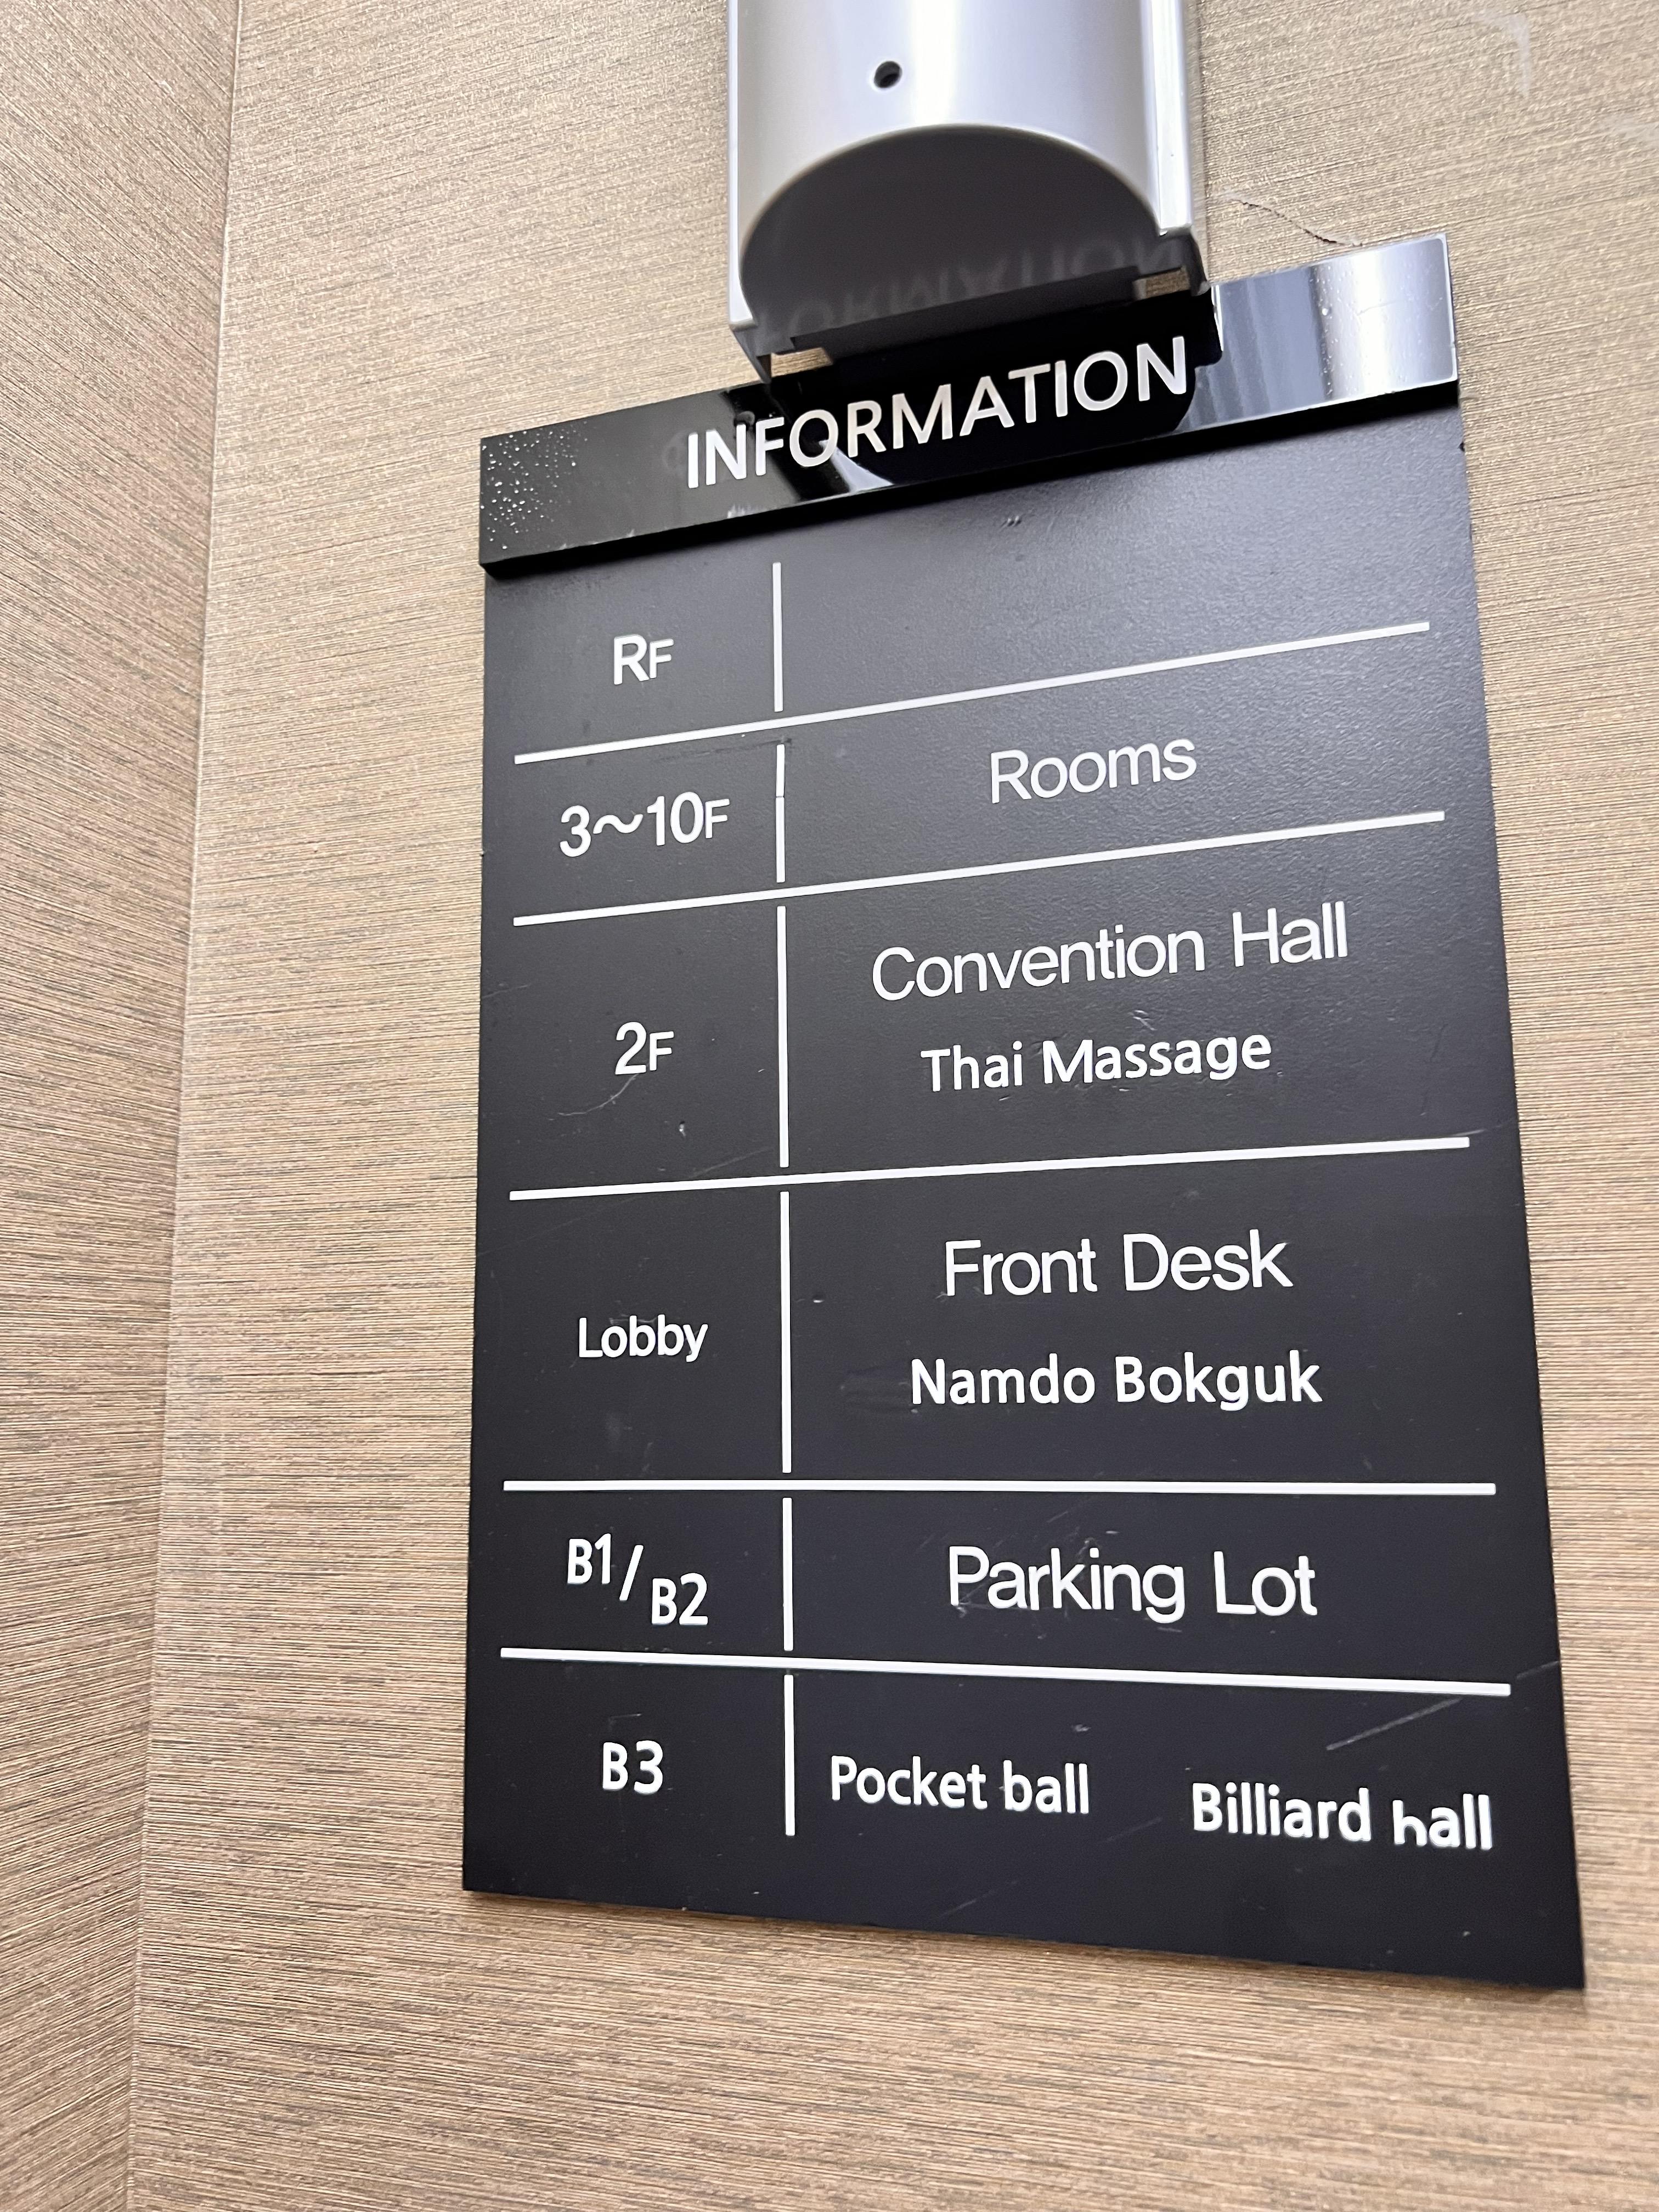 INFORMATION
RF
3~10F Rooms
2F Convention Hall
Thai Massage
Lobby Front Desk
Namdo Bokguk
B1/B2 Parking Lot
B3 Pocket ball Billiard hall